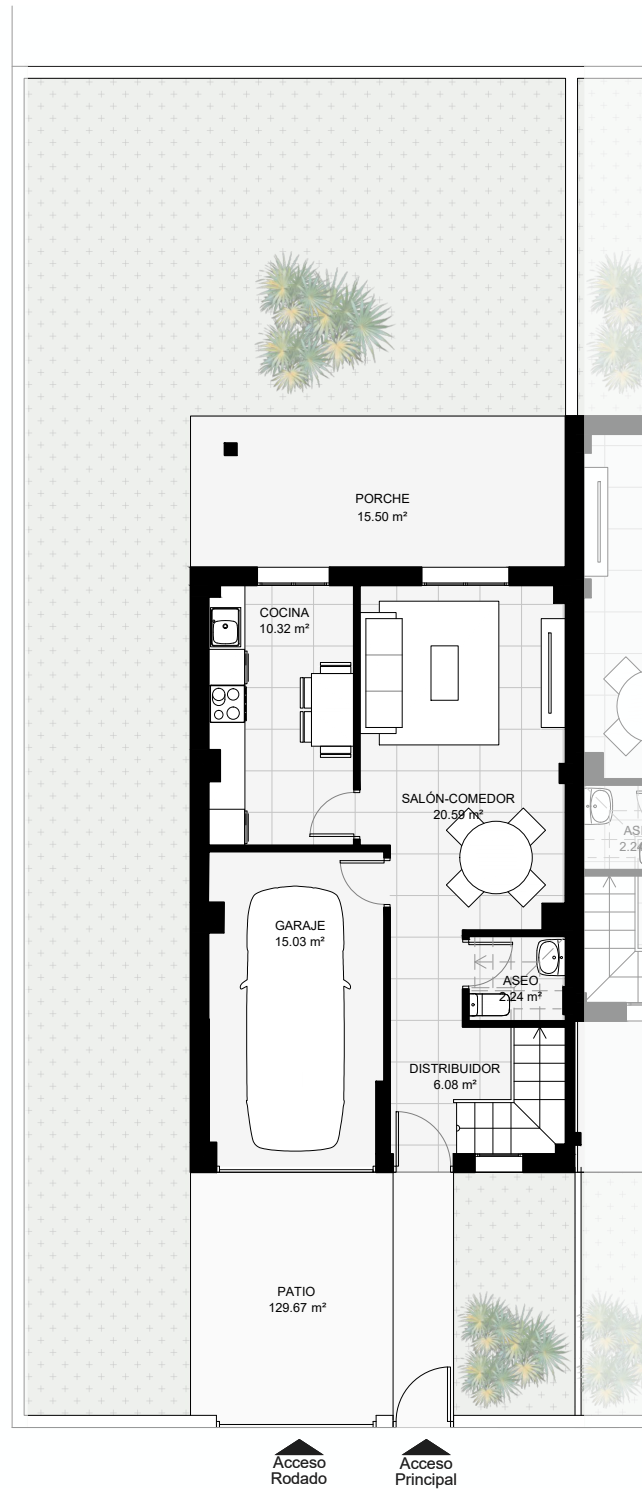 PORCHE
15.50 m²
COCINA
10.32 m²
SALÓN-COMEDOR
20.59 m²
GARAJE
15.03 m²
ASEO
2.24 m²
DISTRIBUIDOR
6.08 m²
PATIO
129.67 m²
Acceso
Rodado
Acceso
Principal